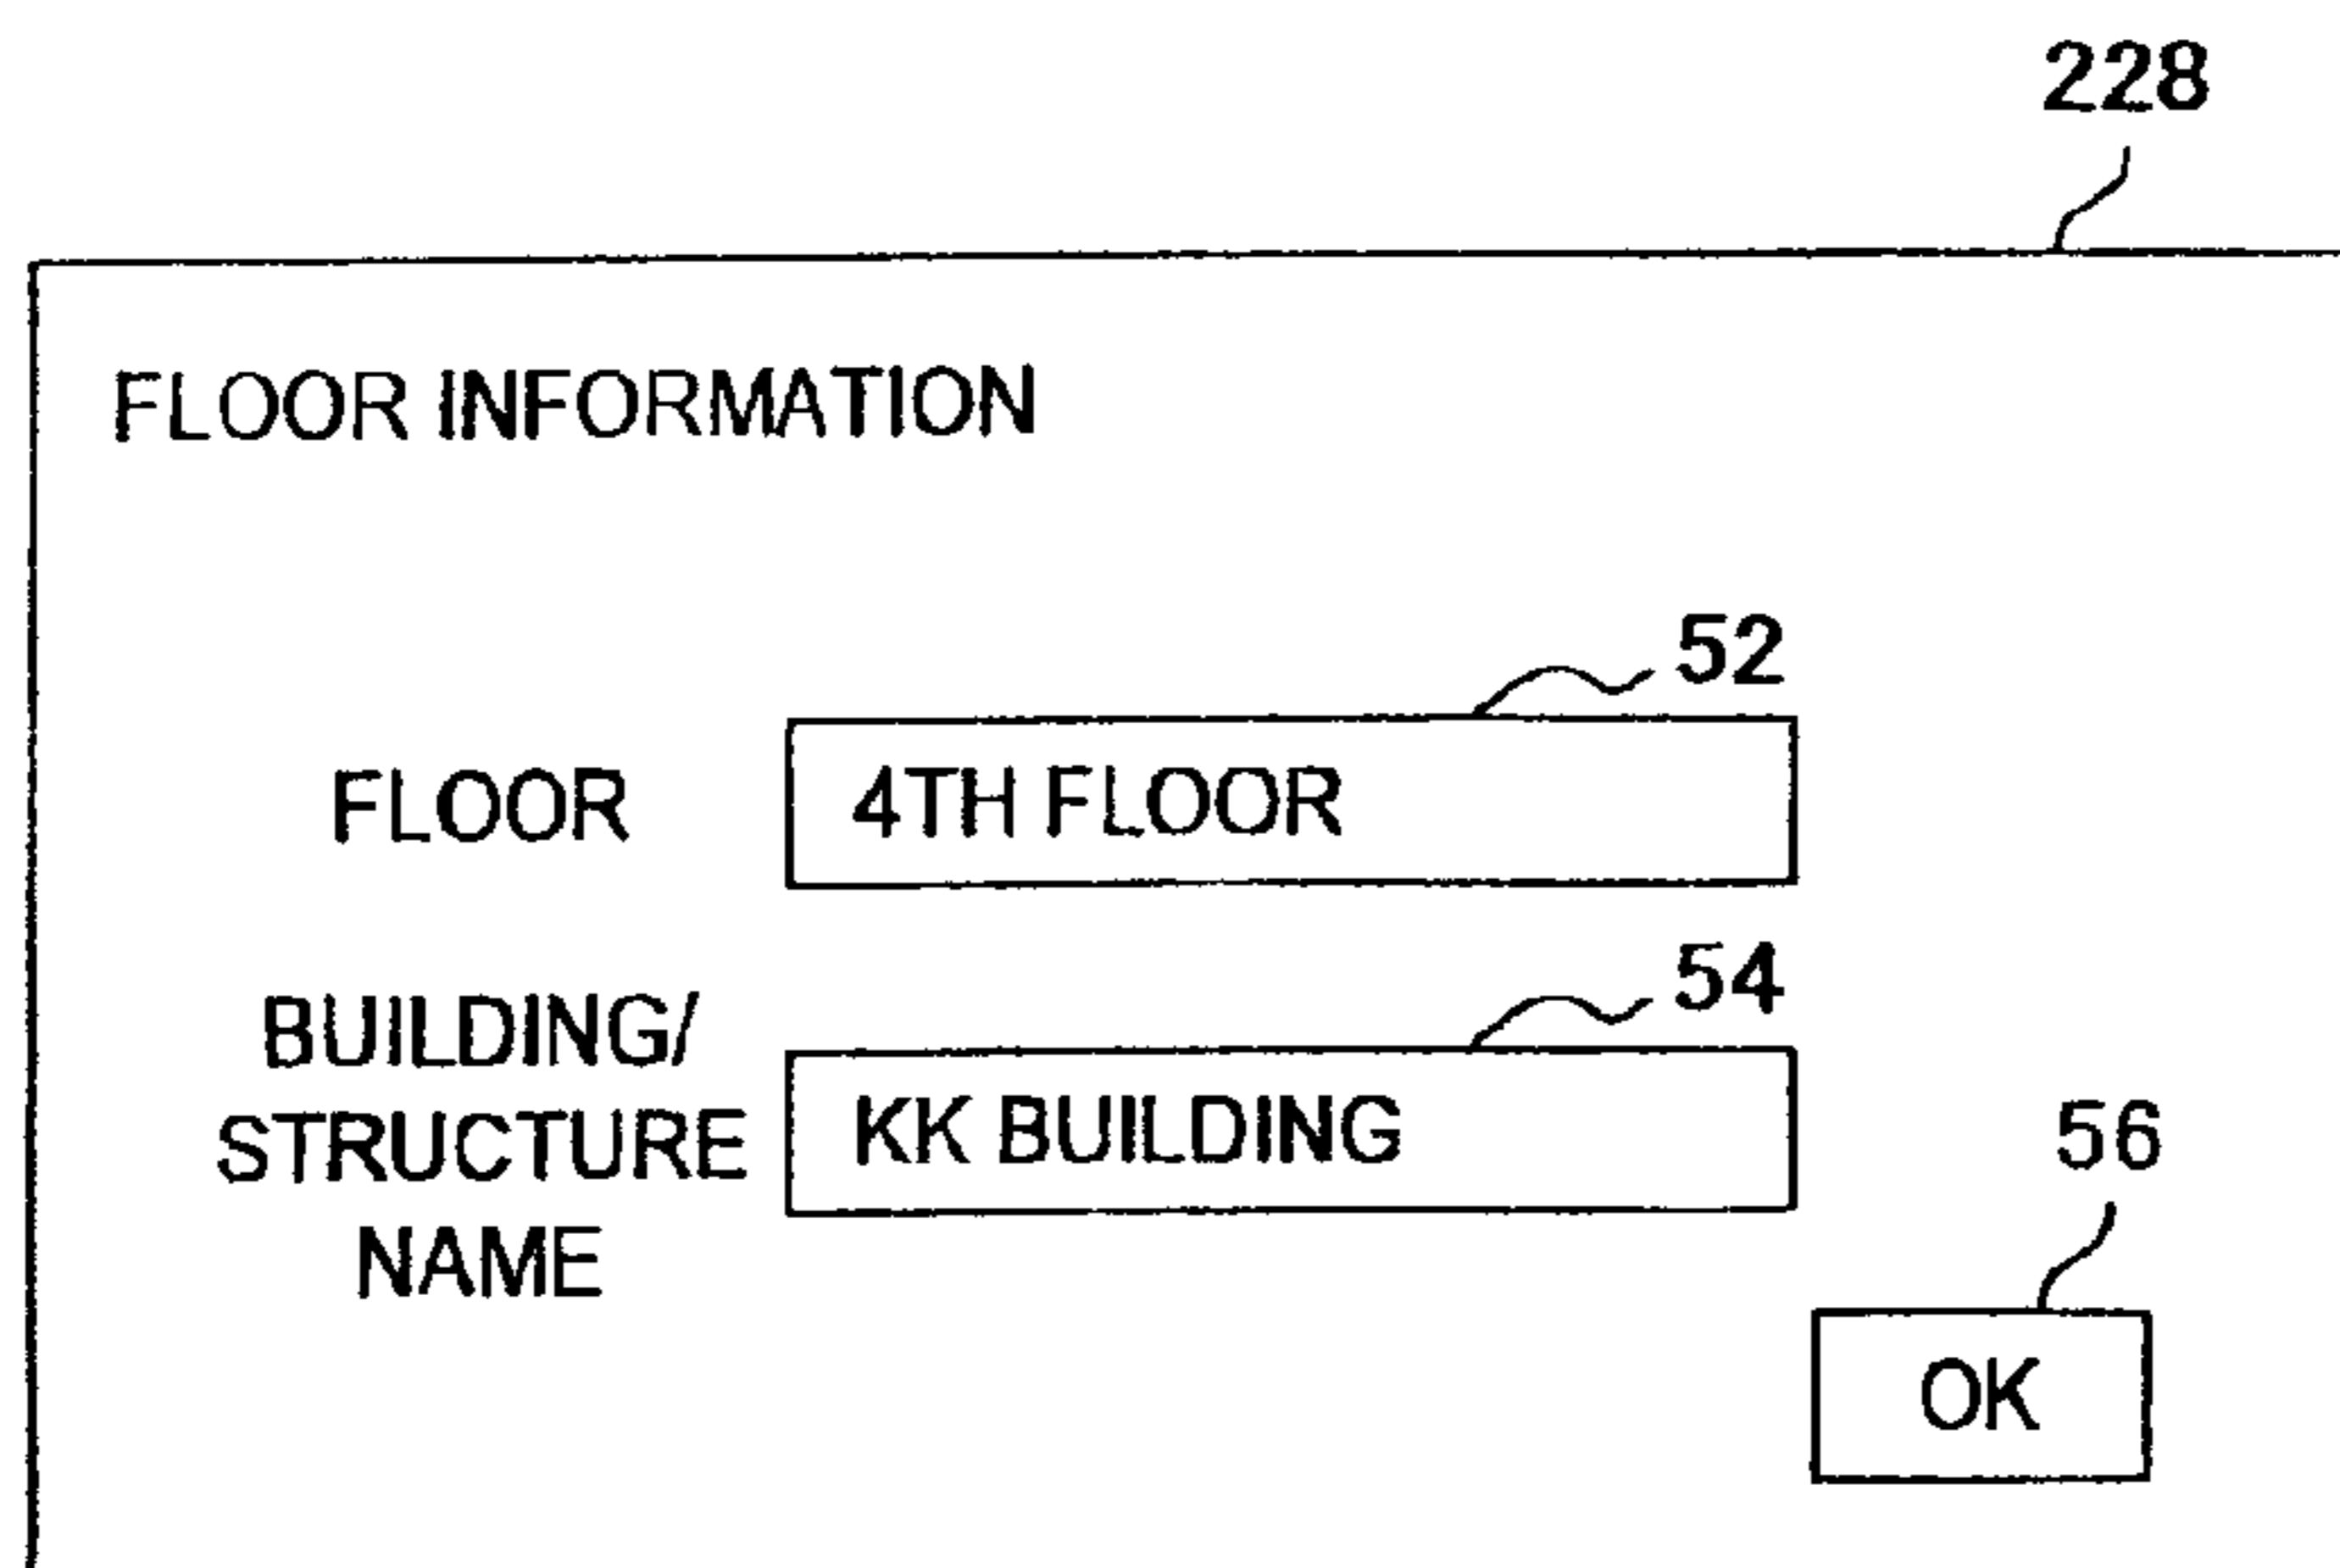 228
FLOOR INFORMATION
52
FLOOR
4TH FLOOR
54
BUILDING/
STRUCTURE
NAME
KK BUILDING
56
OK